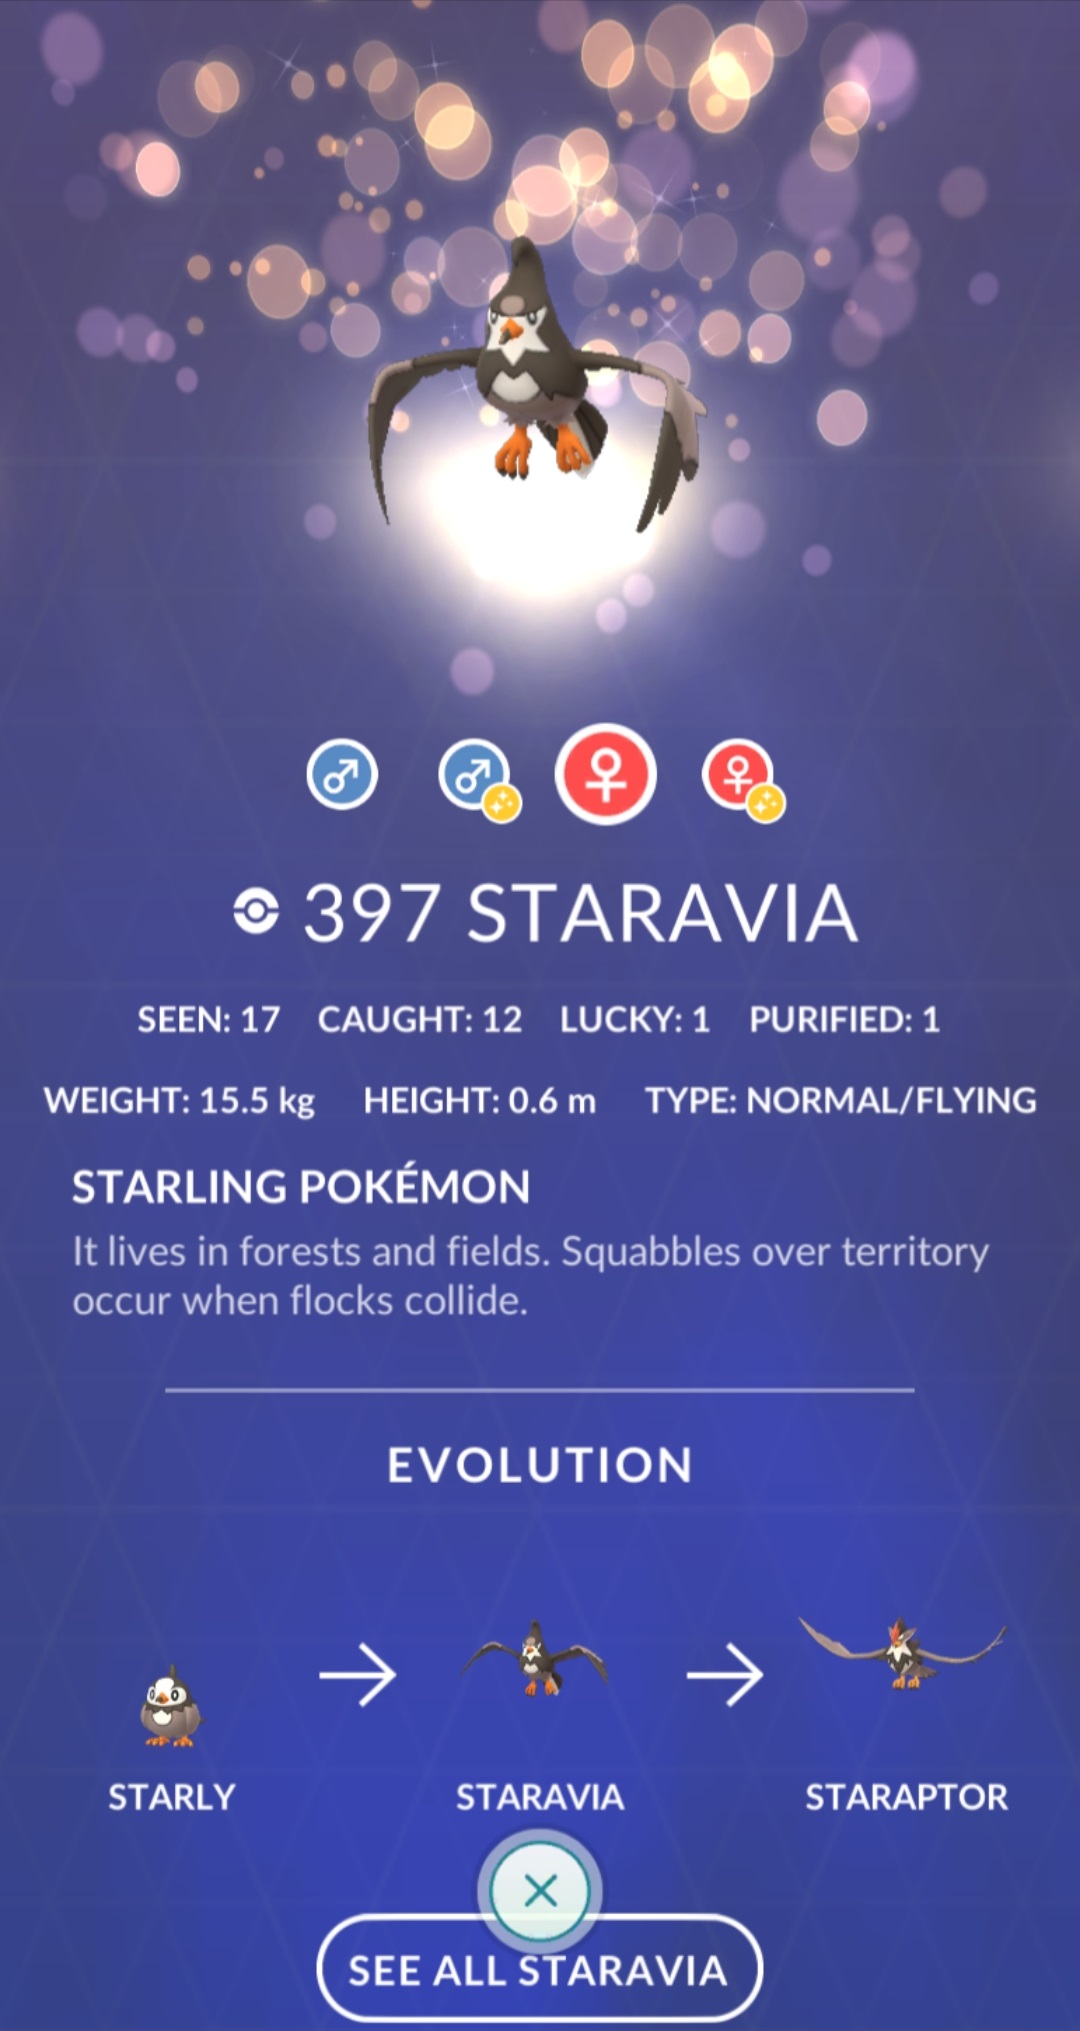 397 STARAVIA
SEEN: 17 CAUGHT: 12 LUCKY: 1 PURIFIED: 1
WEIGHT: 15.5 kg HEIGHT: 0.6 m TYPE: NORMAL/FLYING
STARLING POKÉMON
It lives in forests and fields. Squabbles over territory
occur when flocks collide.
EVOLUTION
STARLY STARAVIA STARAPTOR
SEE ALL STARAVIA